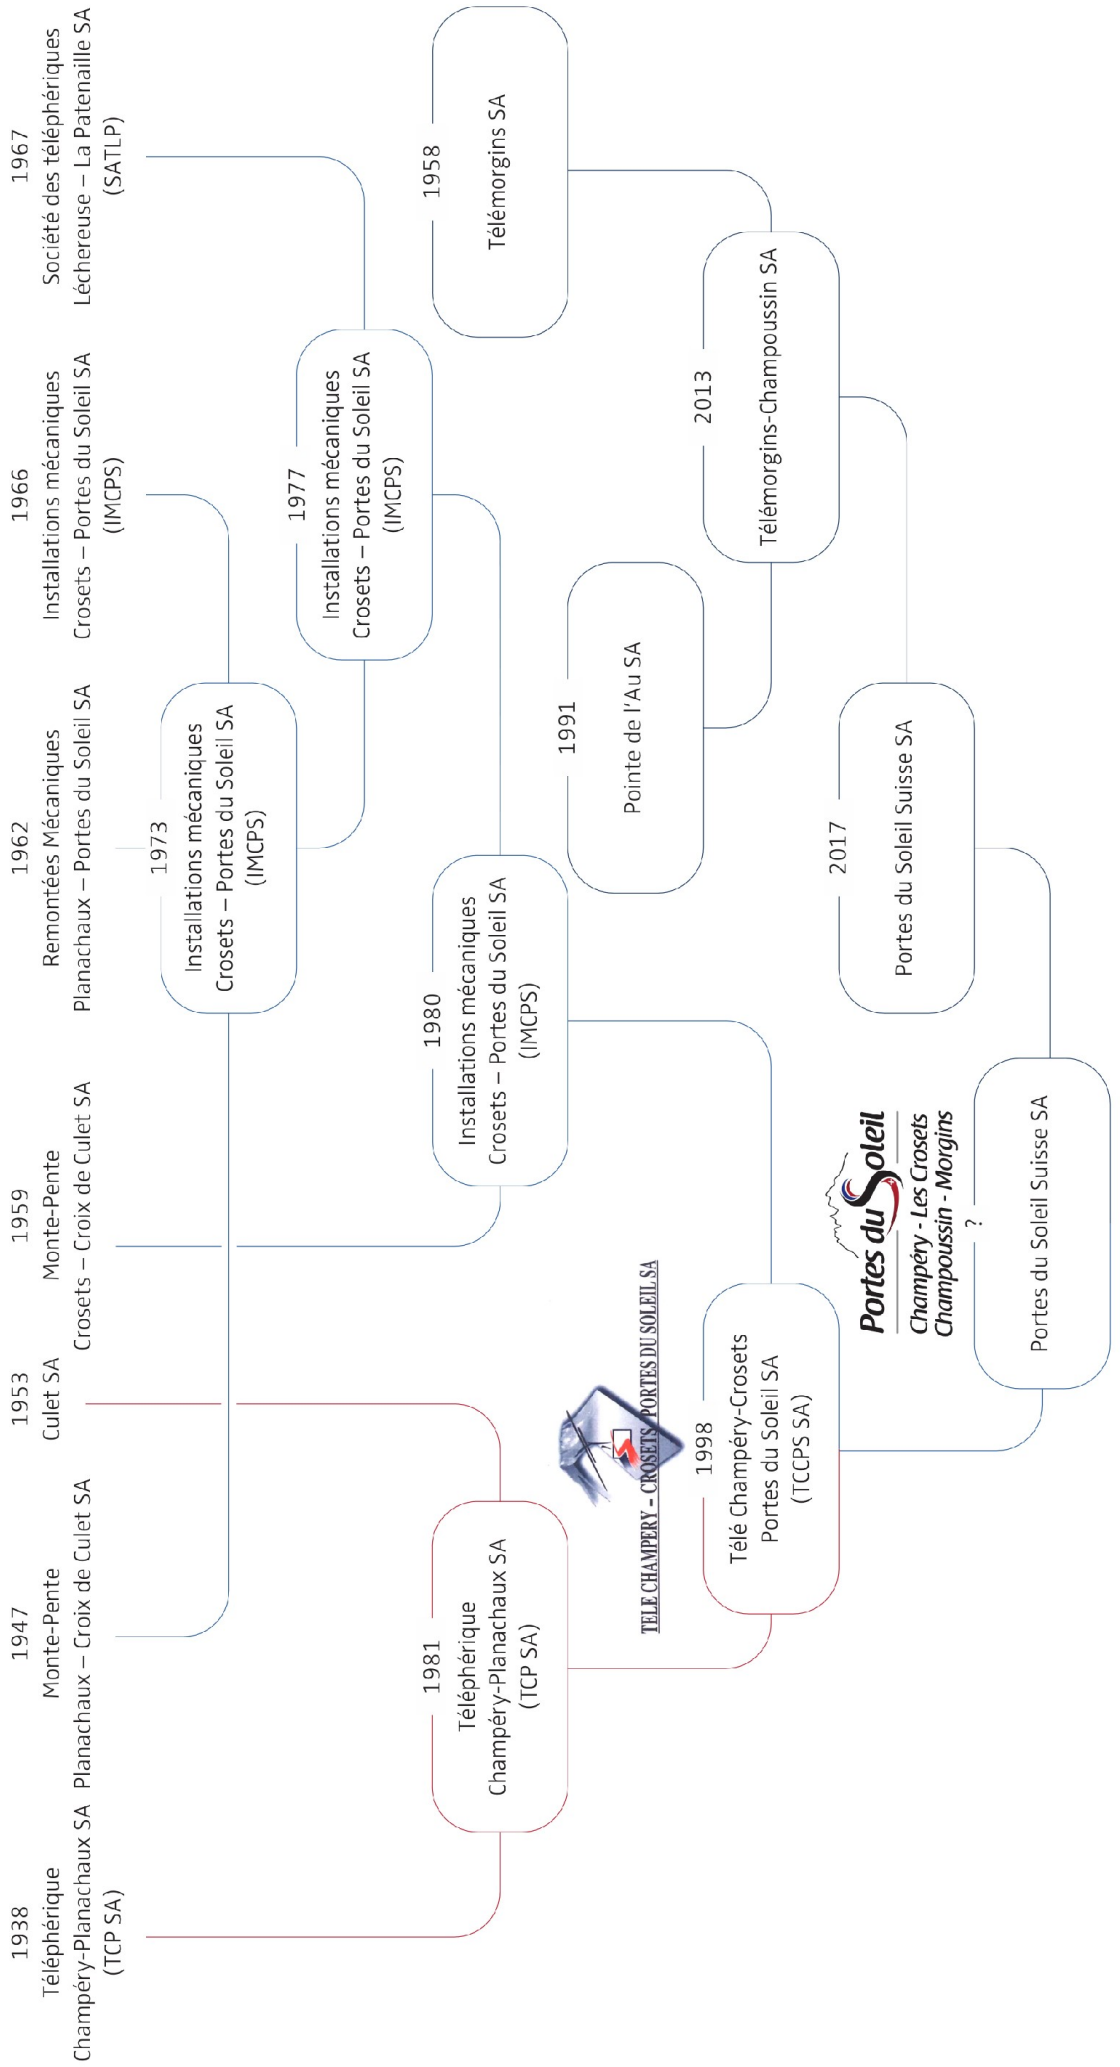 1938
Téléphérique
Champéry-Planachaux SA
(TCP SA)
1947
Monte-Pente
Planachaux – Croix de Culet SA
1953
Culet SA
1959
Monte-Pente
Crosets – Croix de Culet SA
1962
Remontées Mécaniques
Planachaux – Portes du Soleil SA
1966
Installations mécaniques
Crosets – Portes du Soleil SA
(IMCPS)
1967
Société des téléphériques
Léchereuse – La Patenaille SA
(SATLP)
1973
Installations mécaniques
Crosets – Portes du Soleil SA
(IMCPS)
1977
Installations mécaniques
Crosets – Portes du Soleil SA
(IMCPS)
1981
Téléphérique
Champéry-Planachaux SA
(TCP SA)
1980
Installations mécaniques
Crosets – Portes du Soleil SA
(IMCPS)
1958
Télémorgins SA
1991
Pointe de l'Au SA
TELE CHAMPERY – CROSETS PORTES DU SOLEIL SA
1998
Télé Champéry-Crosets
Portes du Soleil SA
(TCCPS SA)
2013
Télémorgins-Champoussin SA
2017
Portes du Soleil Suisse SA
Portes du Soleil
Champéry - Les Crosets
Champoussin - Morgins
?
Portes du Soleil Suisse SA